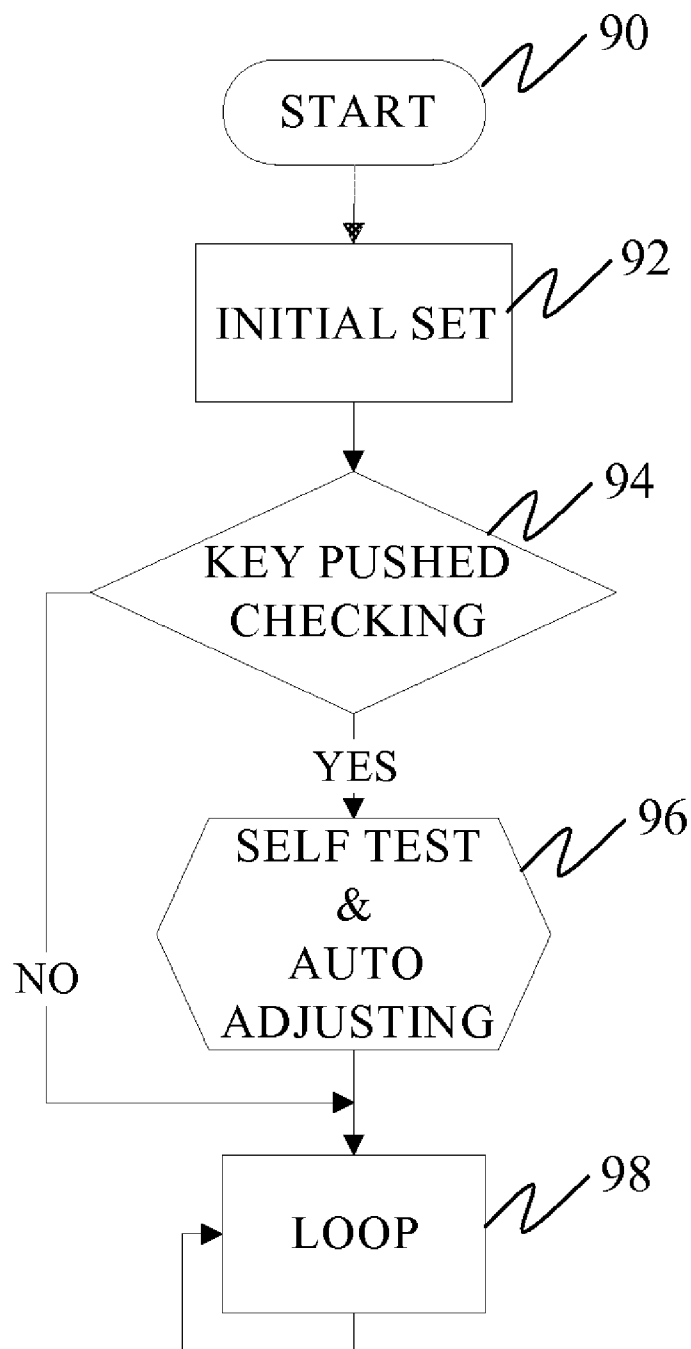 90
START
92
INITIAL SET
94
KEY PUSHED
CHECKING
YES
96
SELF TEST
&
AUTO
ADJUSTING
NO
98
LOOP